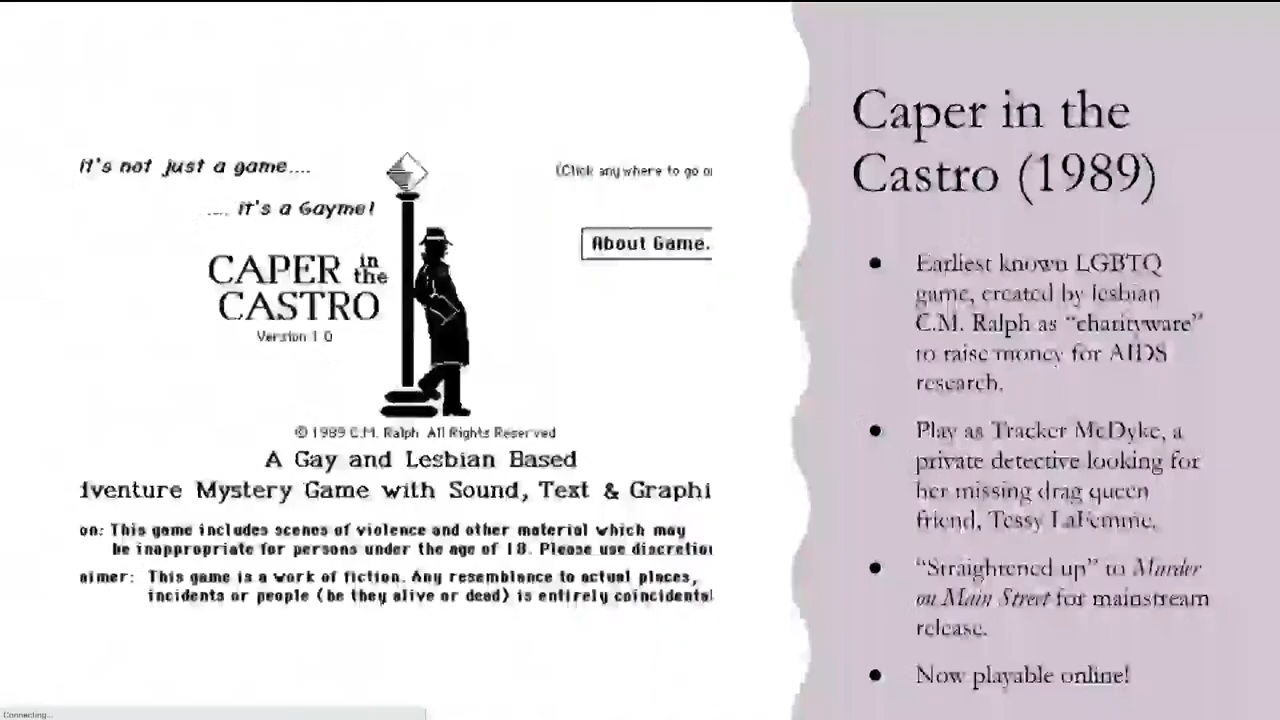 it's not just a game....
.... it's a Gayme!
(Click anywhere to go o
About Game.
CAPER in the
CASTRO
Version 1.0
© 1989 C.M. Ralph All Rights Reserved
A Gay and Lesbian Based
dventure Mystery Game with Sound, Text & Graphi
on: This game includes scenes of violence and other material which may
be inappropriate for persons under the age of 18. Please use discretion
aimer: This game is a work of fiction. Any resemblance to actual places,
incidents or people (be they alive or dead) is entirely coincidental
Caper in the
Castro (1989)
• Earliest known LGBTQ
game, created by lesbian
C.M. Ralph as “charityware”
to raise money for AIDS
research.
• Play as Tracker McDyke, a
private detective looking for
her missing drag queen
friend, Tessy LaFemme.
• “Straightened up” to Murder
on Main Street for mainstream
release.
• Now playable online!
Connecting...